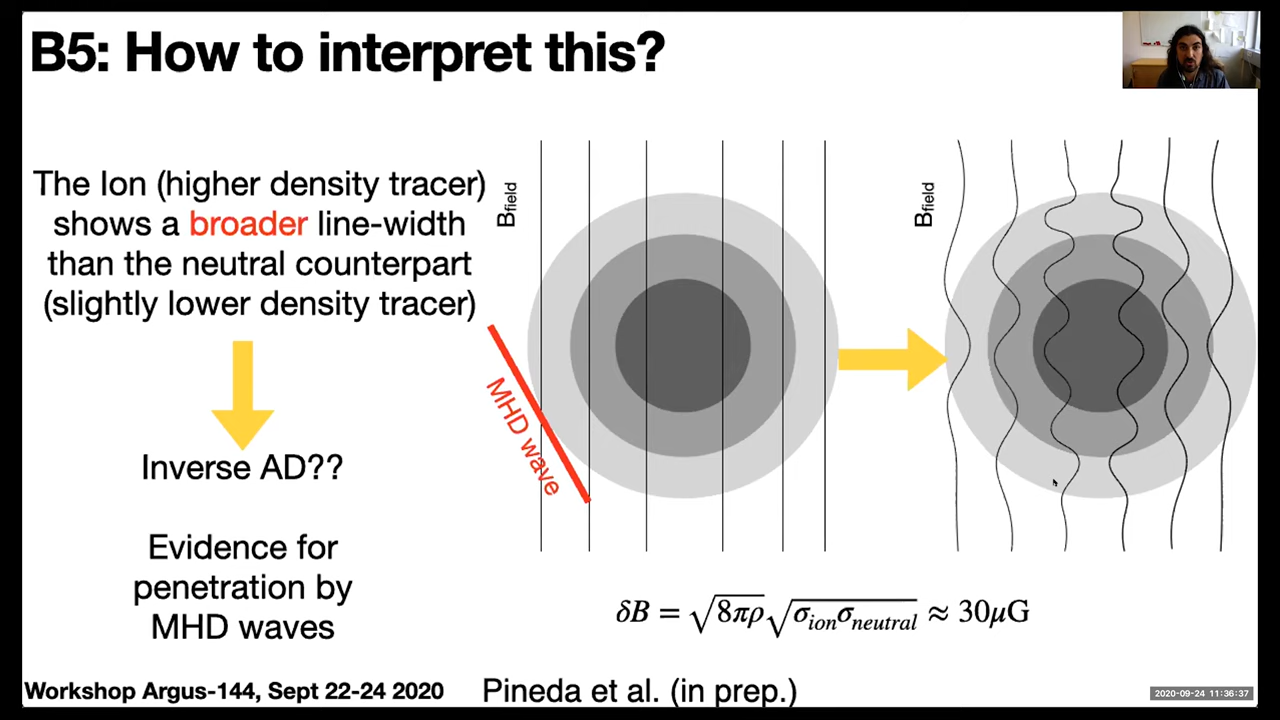 B5: How to interpret this?
The Ion (higher density tracer)
shows a broader line-width
than the neutral counterpart
(slightly lower density tracer)
Inverse AD??
Evidence for
penetration by
MHD waves
Bfield
MHD wave
Bfield
δB = √8πρ √σ_ion σ_neutral ≈ 30μG
Workshop Argus-144, Sept 22-24 2020
Pineda et al. (in prep.)
2020-09-24 11:36:37